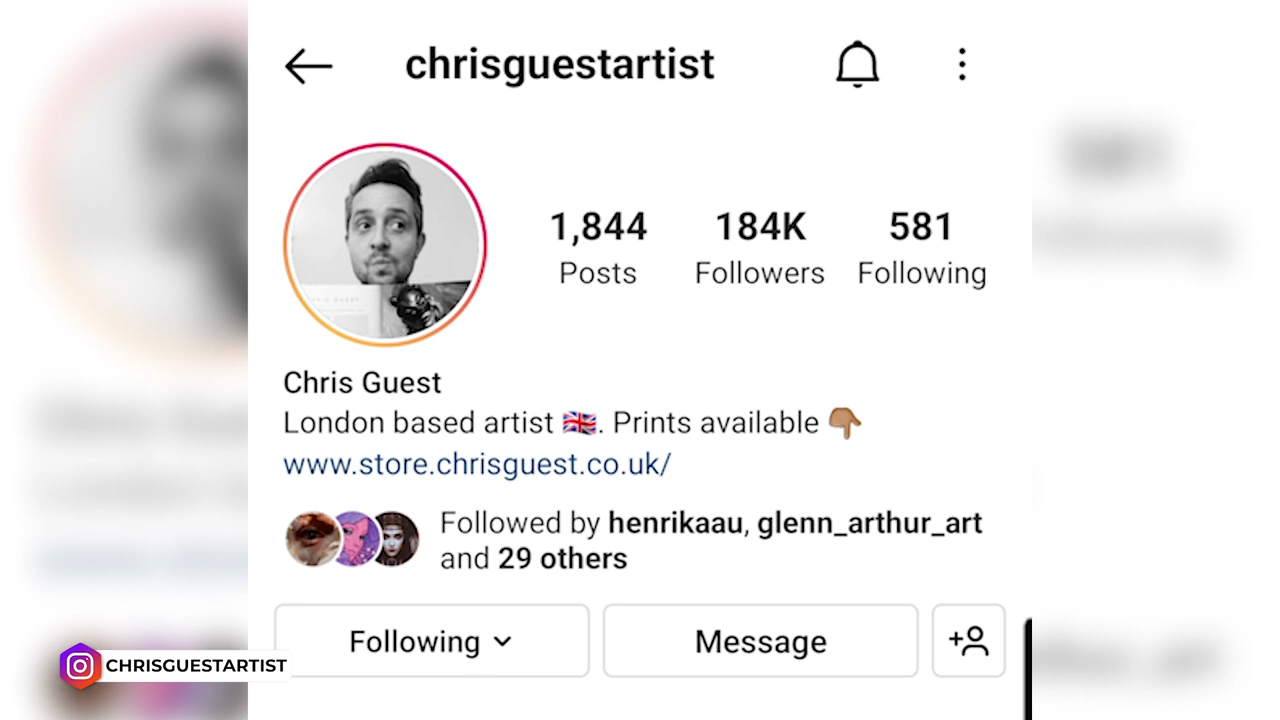 chrisguestartist
1,844
184K
581
Posts
Followers
Following
Chris Guest
London based artist 🇬🇧. Prints available 👇🏽
www.store.chrisguest.co.uk/
Followed by henrikaau, glenn_arthur_art
and 29 others
Following
Message
CHRISGUESTARTIST